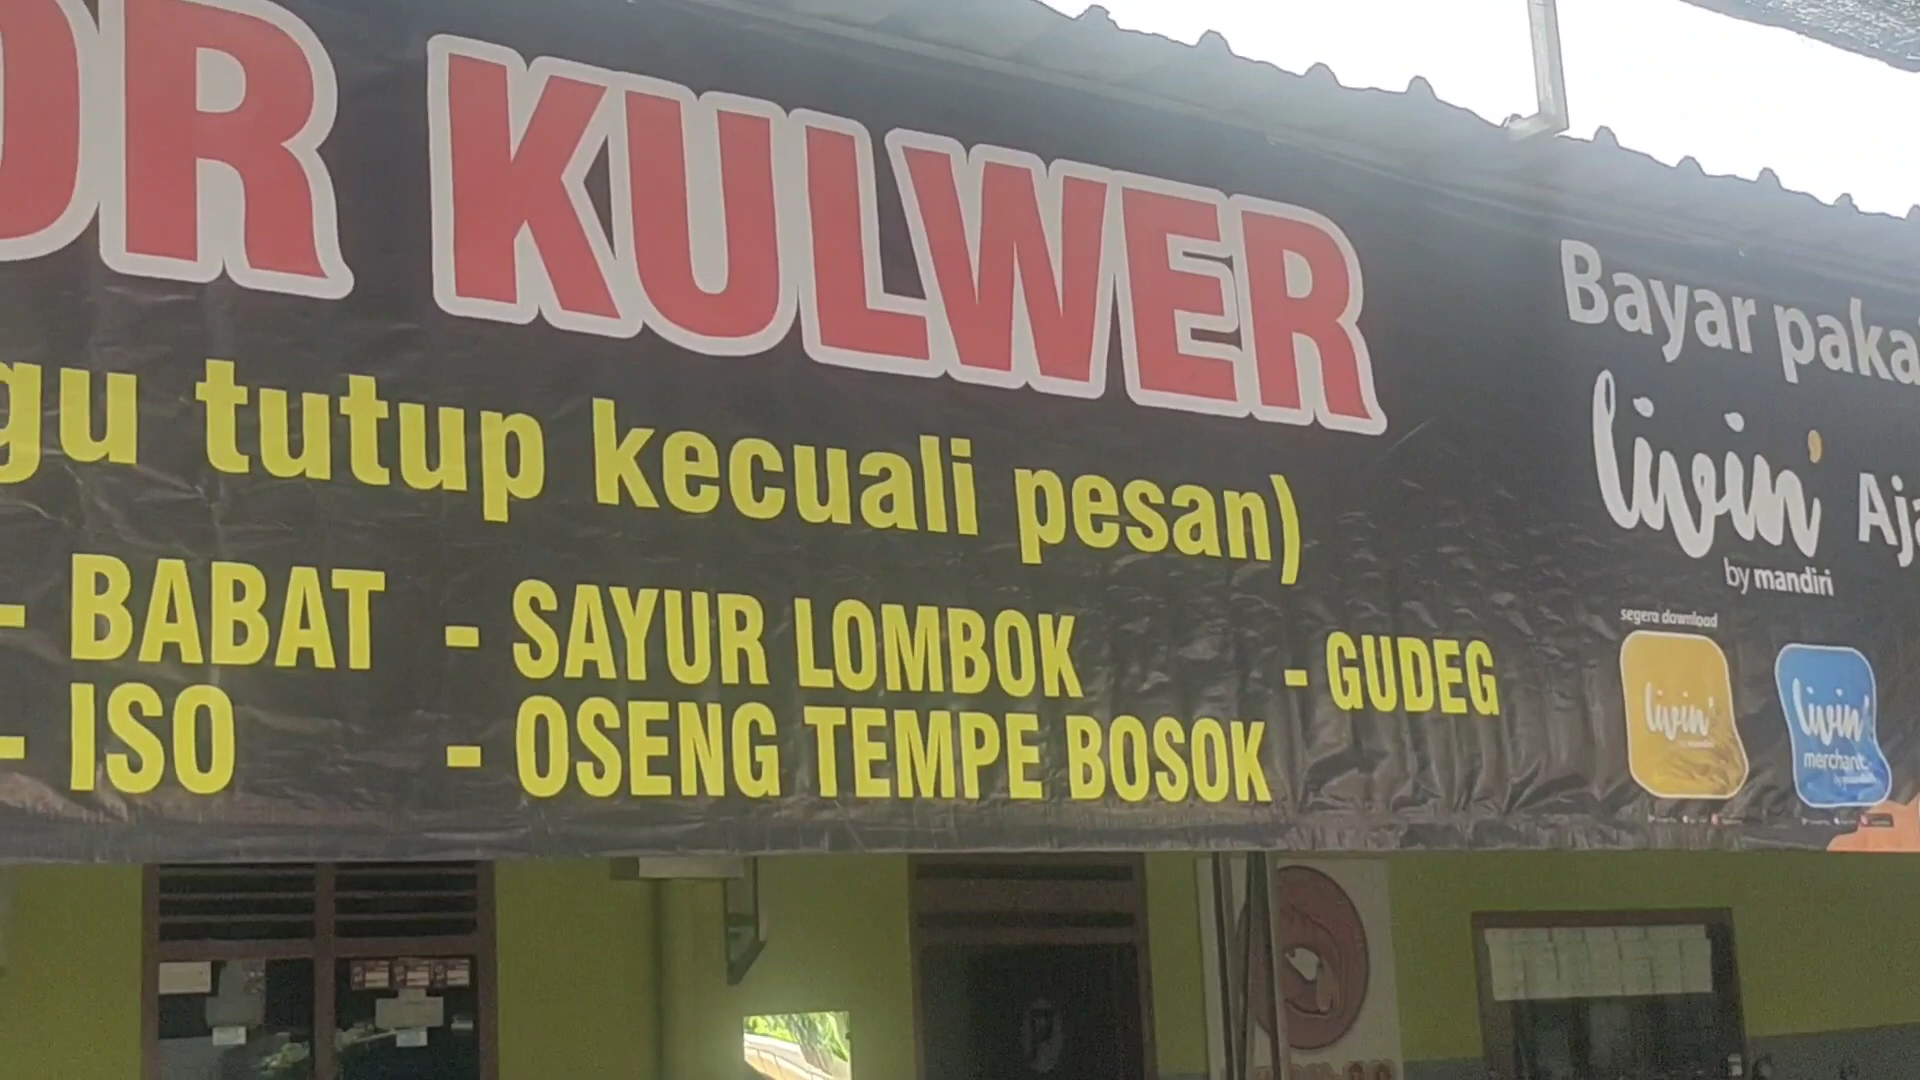 OR KULWER
gu tutup kecuali pesan)
- BABAT - SAYUR LOMBOK - GUDEG
- ISO - OSENG TEMPE BOSOK
Bayar paka
livin' Aja
by mandiri
segera download
livin'
livin'
merchant